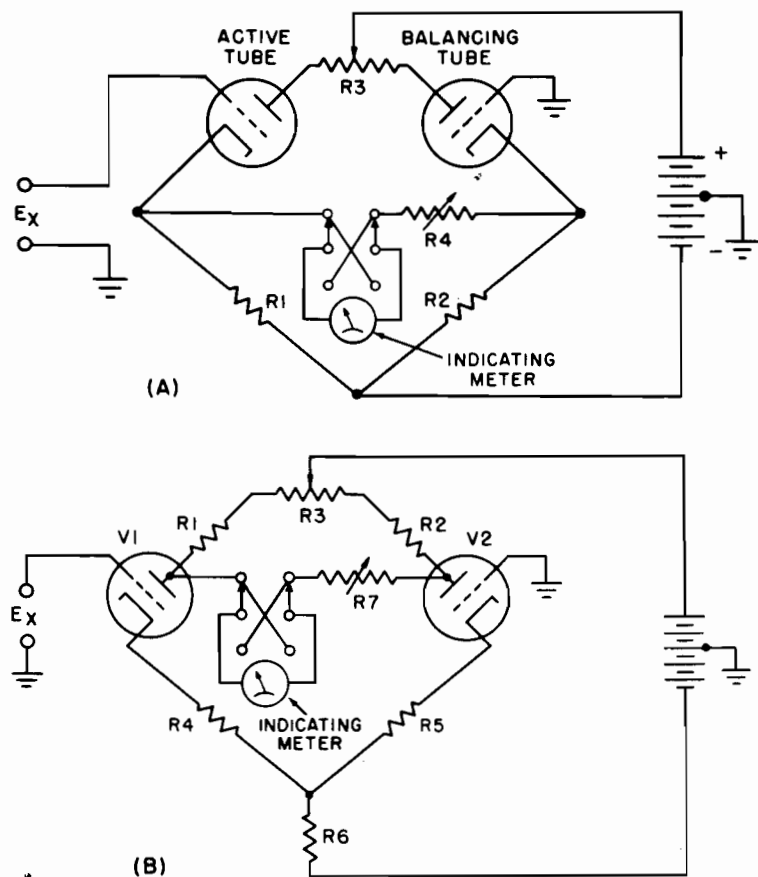 ACTIVE TUBE
BALANCING TUBE
R3
+
EX
R4
-
R1
R2
INDICATING METER
(A)
R1
R3
R2
V1
V2
EX
R7
INDICATING METER
R4
R5
R6
(B)